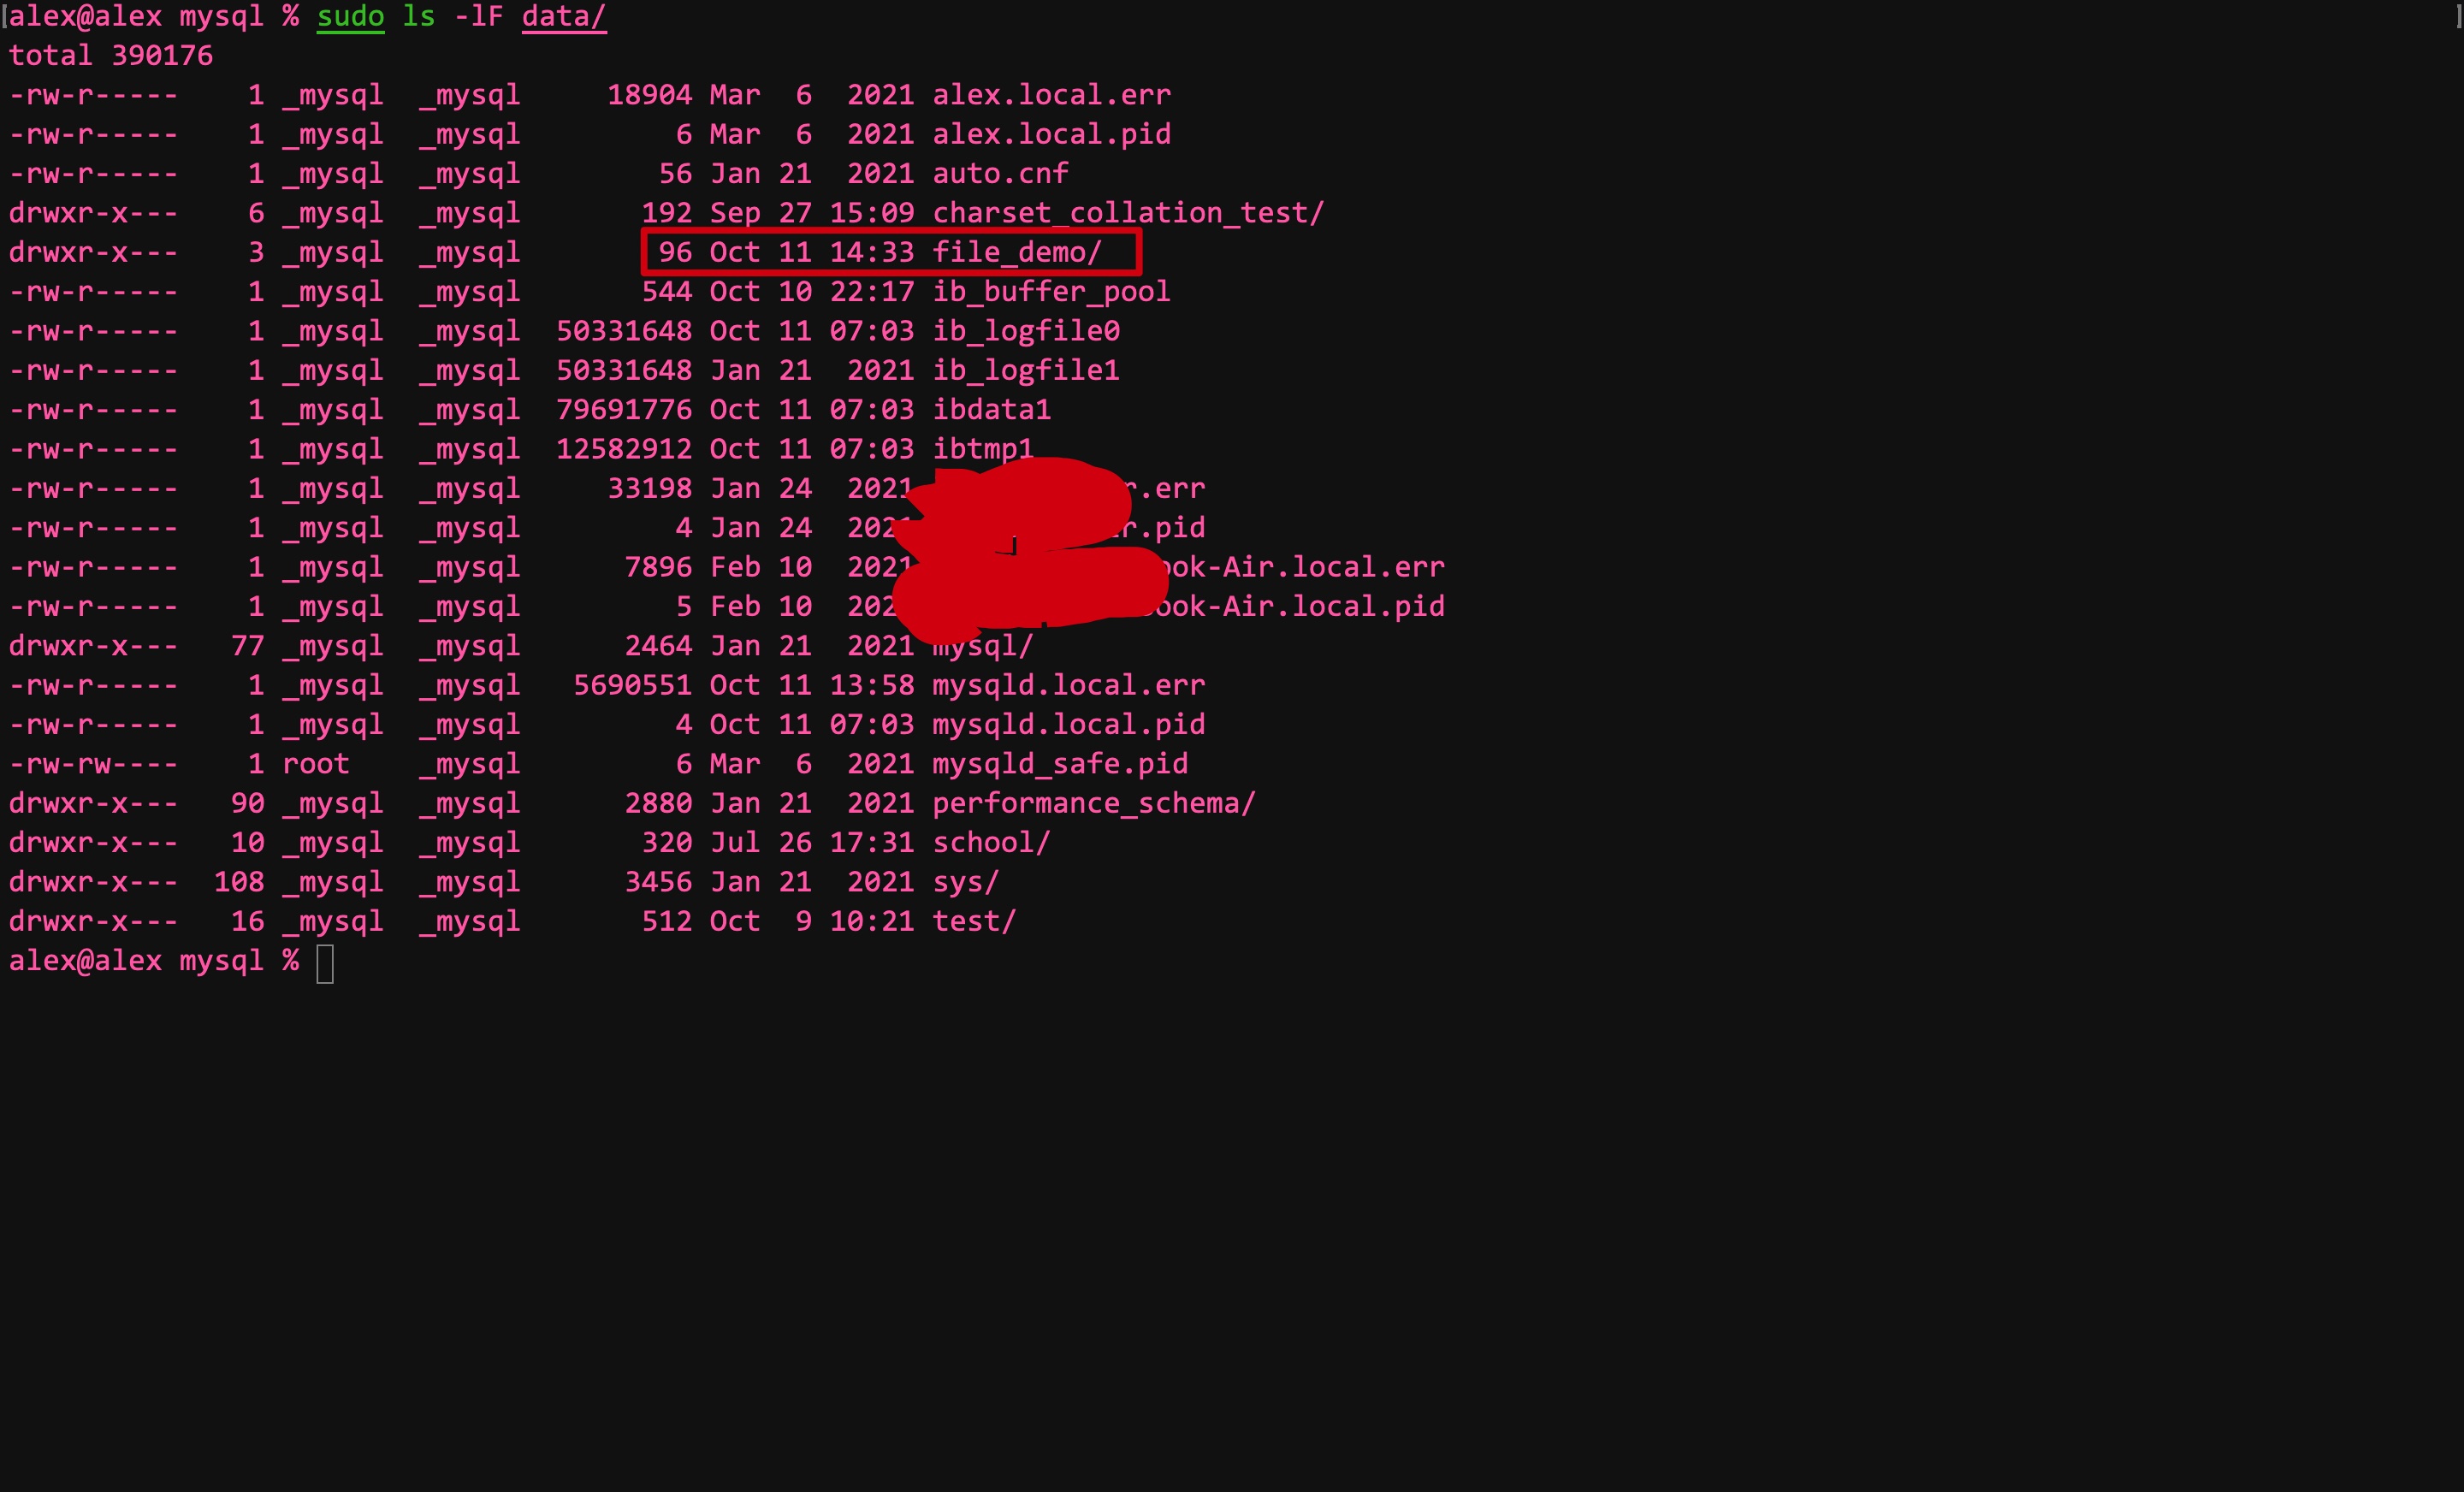 alex@alex mysql % sudo ls -lF data/
total 390176
-rw-r-----    1 _mysql  _mysql     18904 Mar  6  2021 alex.local.err
-rw-r-----    1 _mysql  _mysql         6 Mar  6  2021 alex.local.pid
-rw-r-----    1 _mysql  _mysql        56 Jan 21  2021 auto.cnf
drwxr-x---    6 _mysql  _mysql       192 Sep 27 15:09 charset_collation_test/
drwxr-x---    3 _mysql  _mysql        96 Oct 11 14:33 file_demo/
-rw-r-----    1 _mysql  _mysql       544 Oct 10 22:17 ib_buffer_pool
-rw-r-----    1 _mysql  _mysql  50331648 Oct 11 07:03 ib_logfile0
-rw-r-----    1 _mysql  _mysql  50331648 Jan 21  2021 ib_logfile1
-rw-r-----    1 _mysql  _mysql  79691776 Oct 11 07:03 ibdata1
-rw-r-----    1 _mysql  _mysql  12582912 Oct 11 07:03 ibtmp1
-rw-r-----    1 _mysql  _mysql     33198 Jan 24  2021 r.err
-rw-r-----    1 _mysql  _mysql         4 Jan 24 r.pid
-rw-r-----    1 _mysql  _mysql      7896 Feb 10  2021 ook-Air.local.err
-rw-r-----    1 _mysql  _mysql         5 Feb 10 ook-Air.local.pid
drwxr-x---   77 _mysql  _mysql      2464 Jan 21  2021 mysql/
-rw-r-----    1 _mysql  _mysql   5690551 Oct 11 13:58 mysqld.local.err
-rw-r-----    1 _mysql  _mysql         4 Oct 11 07:03 mysqld.local.pid
-rw-rw----    1 root    _mysql         6 Mar  6  2021 mysqld_safe.pid
drwxr-x---   90 _mysql  _mysql      2880 Jan 21  2021 performance_schema/
drwxr-x---   10 _mysql  _mysql       320 Jul 26 17:31 school/
drwxr-x---  108 _mysql  _mysql      3456 Jan 21  2021 sys/
drwxr-x---   16 _mysql  _mysql       512 Oct  9 10:21 test/
alex@alex mysql %